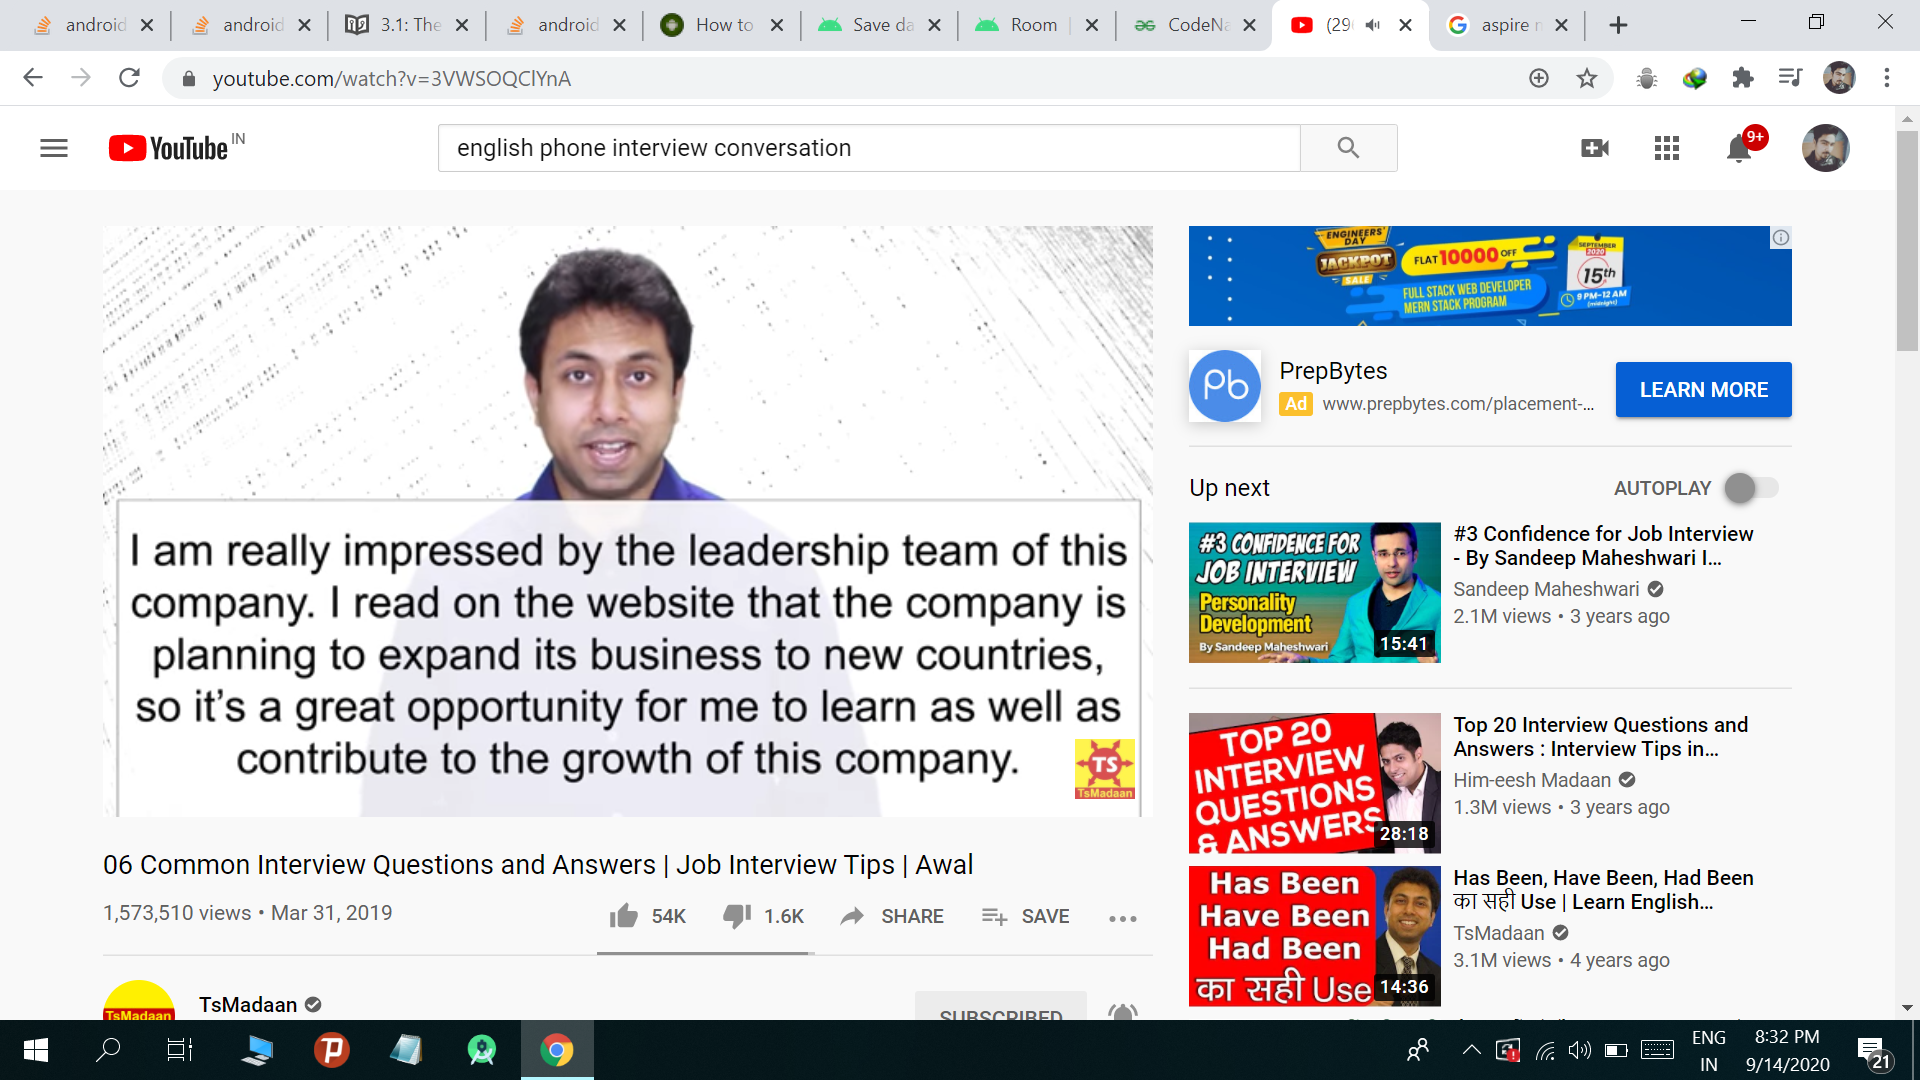 android
android
3.1: The
android
How to
Save da
Room
CodeNa
(29
aspire n
youtube.com/watch?v=3VWSOQClYnA
YouTube IN
english phone interview conversation
9+
ENGINEERS'
DAY
JACKPOT
SALE
FLAT 10000 OFF
FULL STACK WEB DEVELOPER
MERN STACK PROGRAM
SEPTEMBER
2020
15th
9 PM-12 AM
(midnight)
Pb
PrepBytes
Ad www.prepbytes.com/placement-...
LEARN MORE
I am really impressed by the leadership team of this
company. I read on the website that the company is
planning to expand its business to new countries,
so it's a great opportunity for me to learn as well as
contribute to the growth of this company.
TS
TsMadaan
06 Common Interview Questions and Answers | Job Interview Tips | Awal
1,573,510 views • Mar 31, 2019
54K
1.6K
SHARE
SAVE
TsMadaan
TsMadaan
SUBSCRIBED
Up next
AUTOPLAY
#3 CONFIDENCE FOR
JOB INTERVIEW
Personality
Development
By Sandeep Maheshwari
15:41
#3 Confidence for Job Interview
- By Sandeep Maheshwari I...
Sandeep Maheshwari
2.1M views • 3 years ago
TOP 20
INTERVIEW
QUESTIONS
& ANSWERS
28:18
Top 20 Interview Questions and
Answers : Interview Tips in...
Him-eesh Madaan
1.3M views • 3 years ago
Has Been
Have Been
Had Been
का सही Use
14:36
Has Been, Have Been, Had Been
का सही Use | Learn English...
TsMadaan
3.1M views • 4 years ago
ENG
IN
8:32 PM
9/14/2020
21